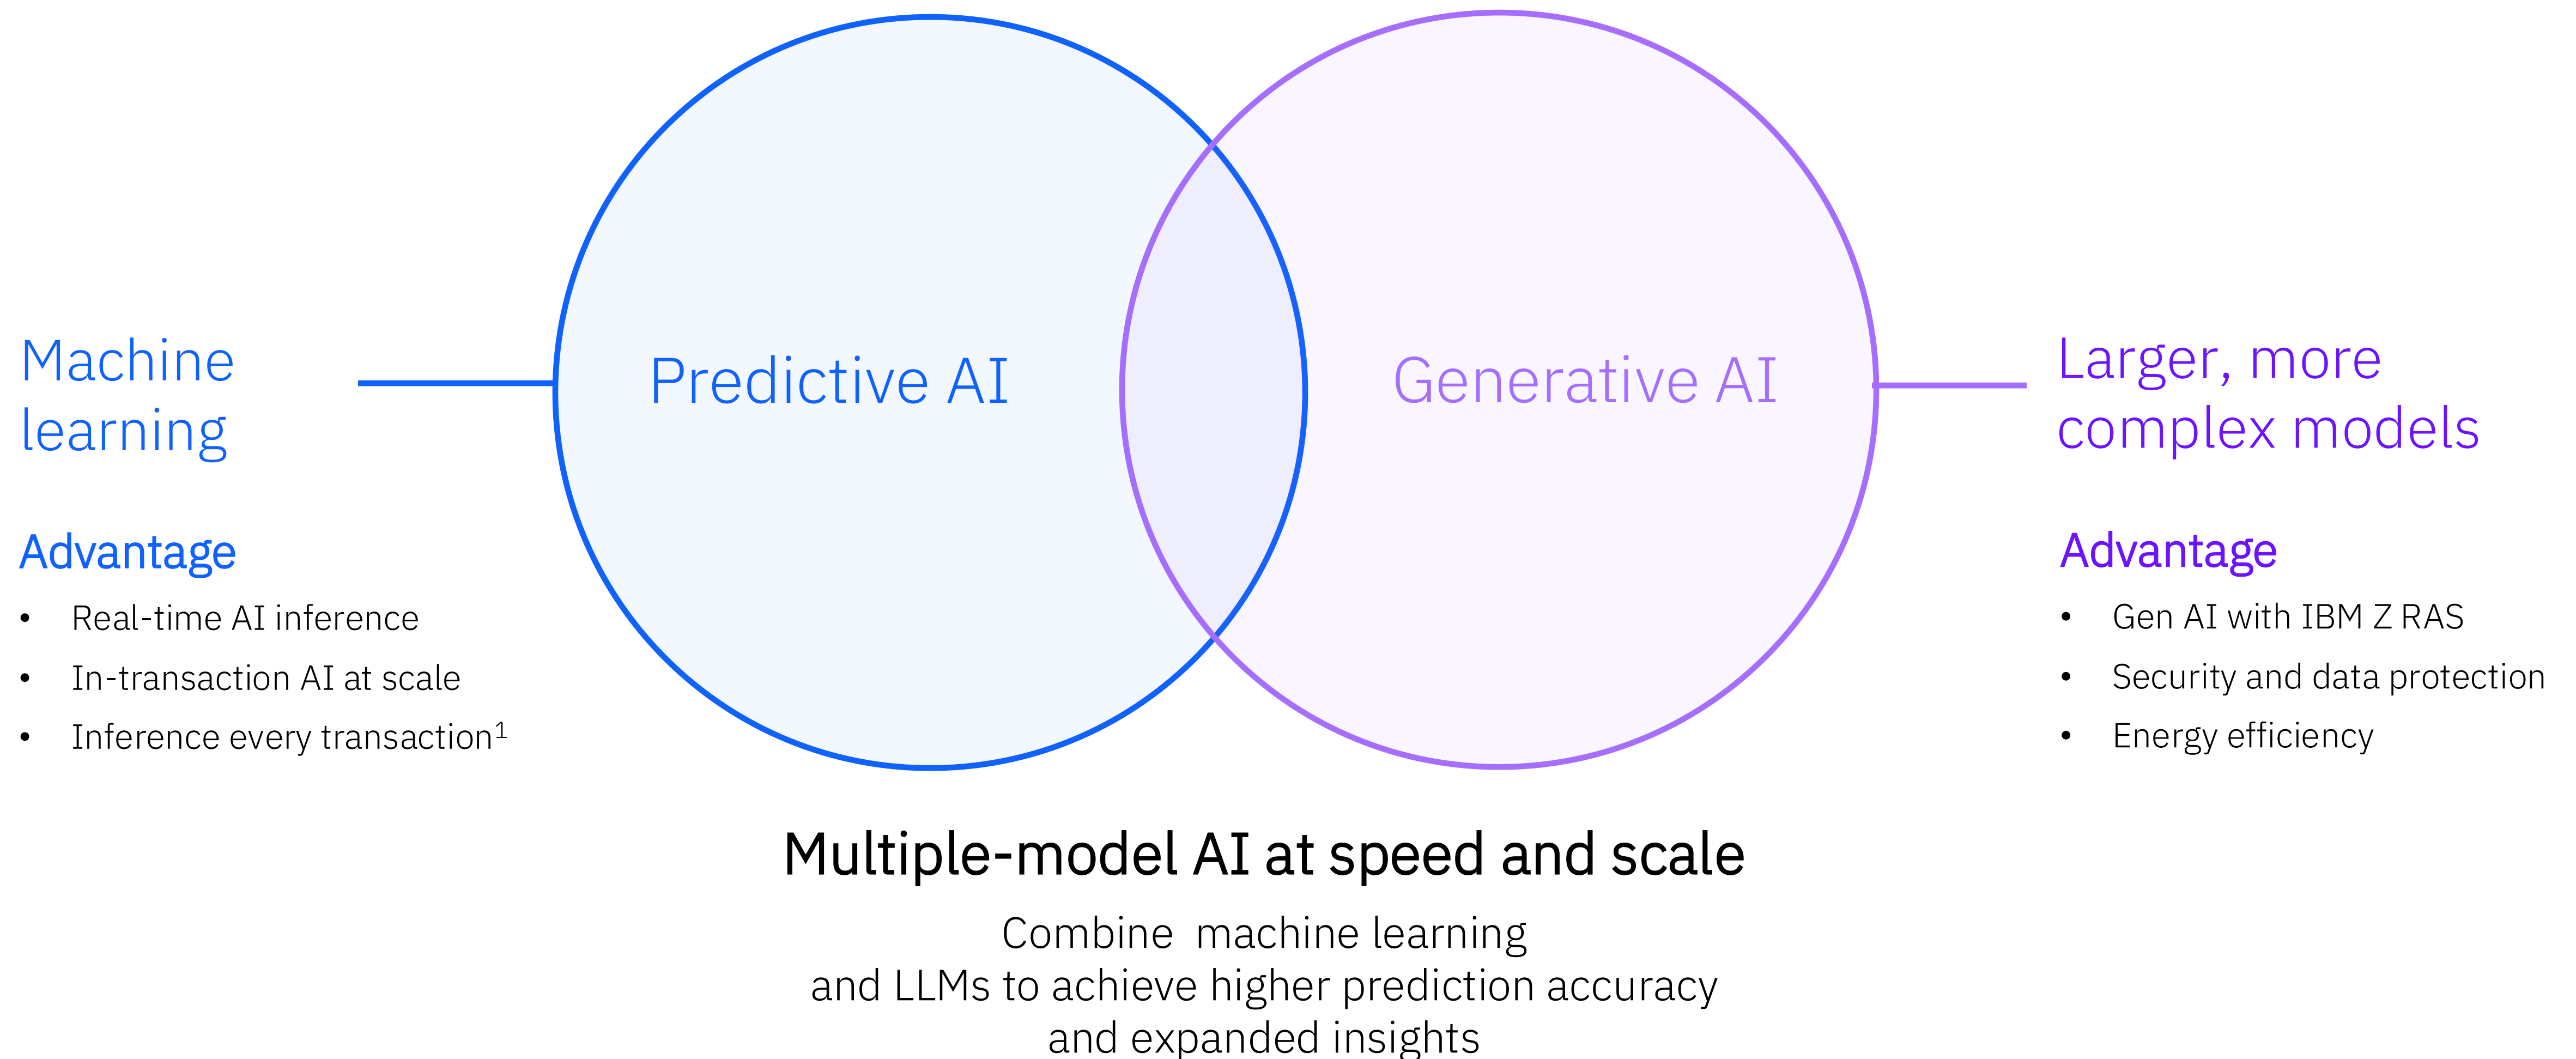 Machine
learning
Advantage
• Real-time AI inference
• In-transaction AI at scale
• Inference every transaction¹
Predictive AI
Generative AI
Larger, more
complex models
Advantage
• Gen AI with IBM Z RAS
• Security and data protection
• Energy efficiency
Multiple-model AI at speed and scale
Combine  machine learning
and LLMs to achieve higher prediction accuracy
and expanded insights